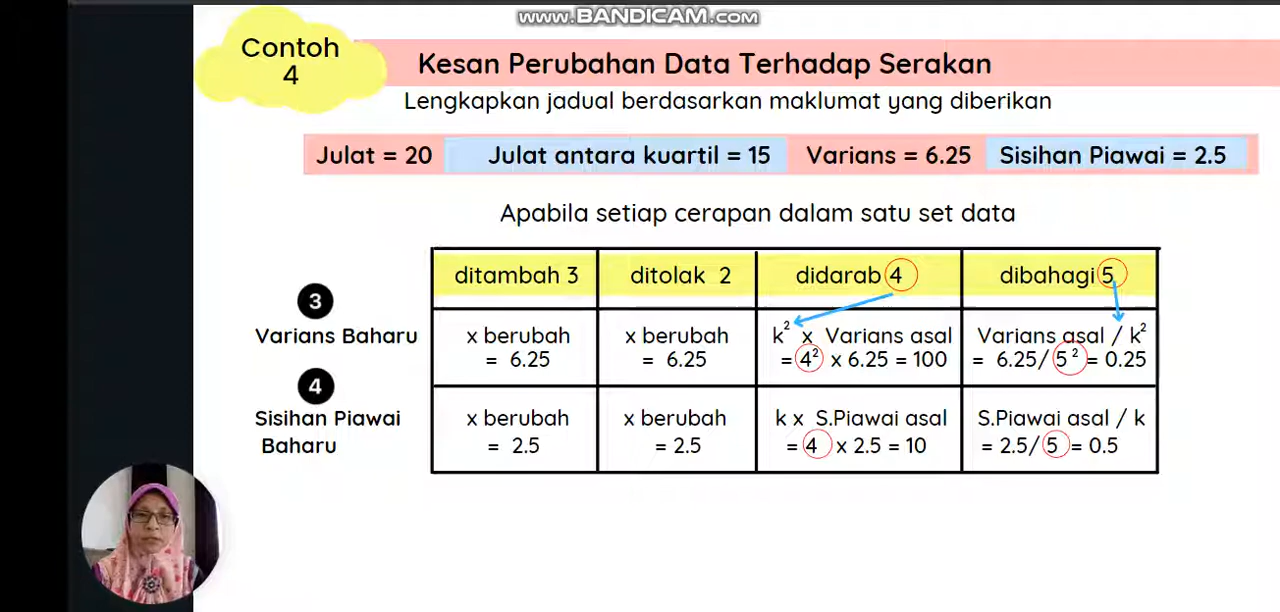 www.BANDICAM.com
Contoh
4
Kesan Perubahan Data Terhadap Serakan
Lengkapkan jadual berdasarkan maklumat yang diberikan
Julat = 20 Julat antara kuartil = 15 Varians = 6.25 Sisihan Piawai = 2.5
Apabila setiap cerapan dalam satu set data
ditambah 3 ditolak 2 didarab 4 dibahagi 5
3
Varians Baharu
x berubah
= 6.25
x berubah
= 6.25
k² x Varians asal
= 4² x 6.25 = 100
Varians asal / k²
= 6.25/ 5² = 0.25
4
Sisihan Piawai
Baharu
x berubah
= 2.5
x berubah
= 2.5
k x S.Piawai asal
= 4 x 2.5 = 10
S.Piawai asal / k
= 2.5/ 5 = 0.5